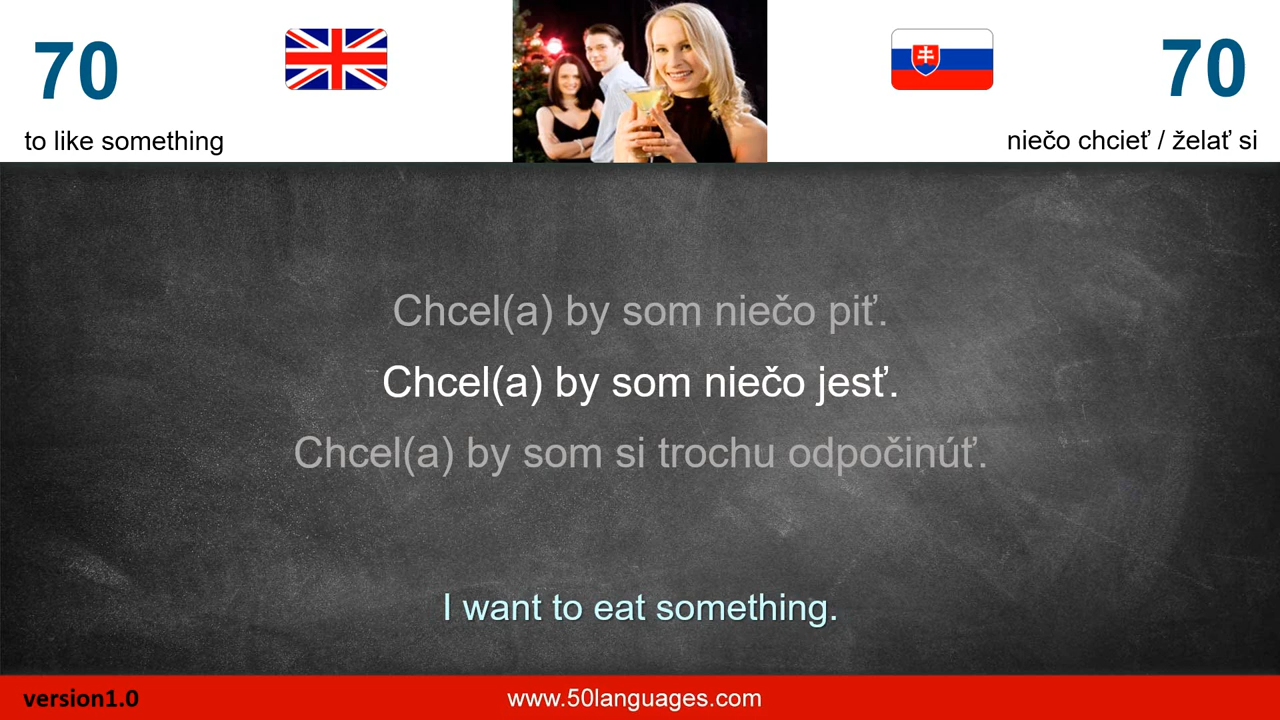 70
70
to like something
niečo chcieť / želať si
Chcel(a) by som niečo piť.
Chcel(a) by som niečo jesť.
Chcel(a) by som si trochu odpočinúť.
I want to eat something.
version1.0
www.50languages.com